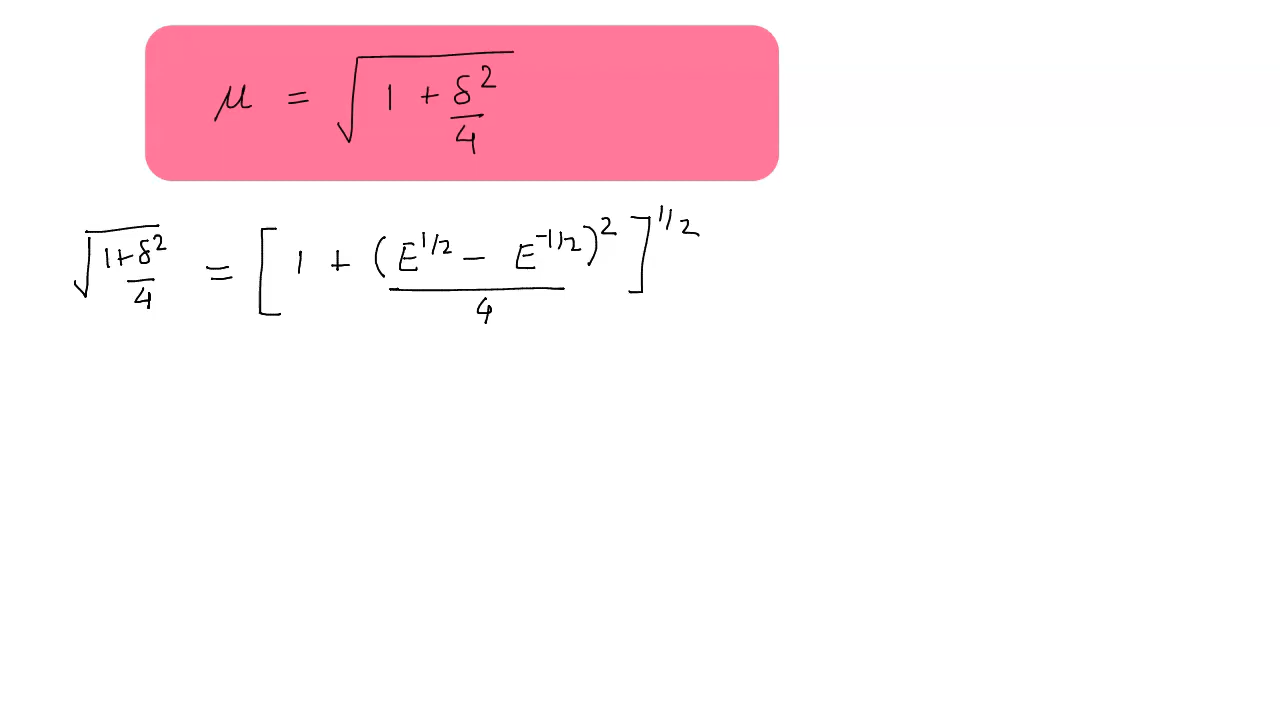 μ = √(1 + δ²/4)
√(1+δ²/4) = [1 + (E^{1/2} − E^{-1/2})²/4]^{1/2}